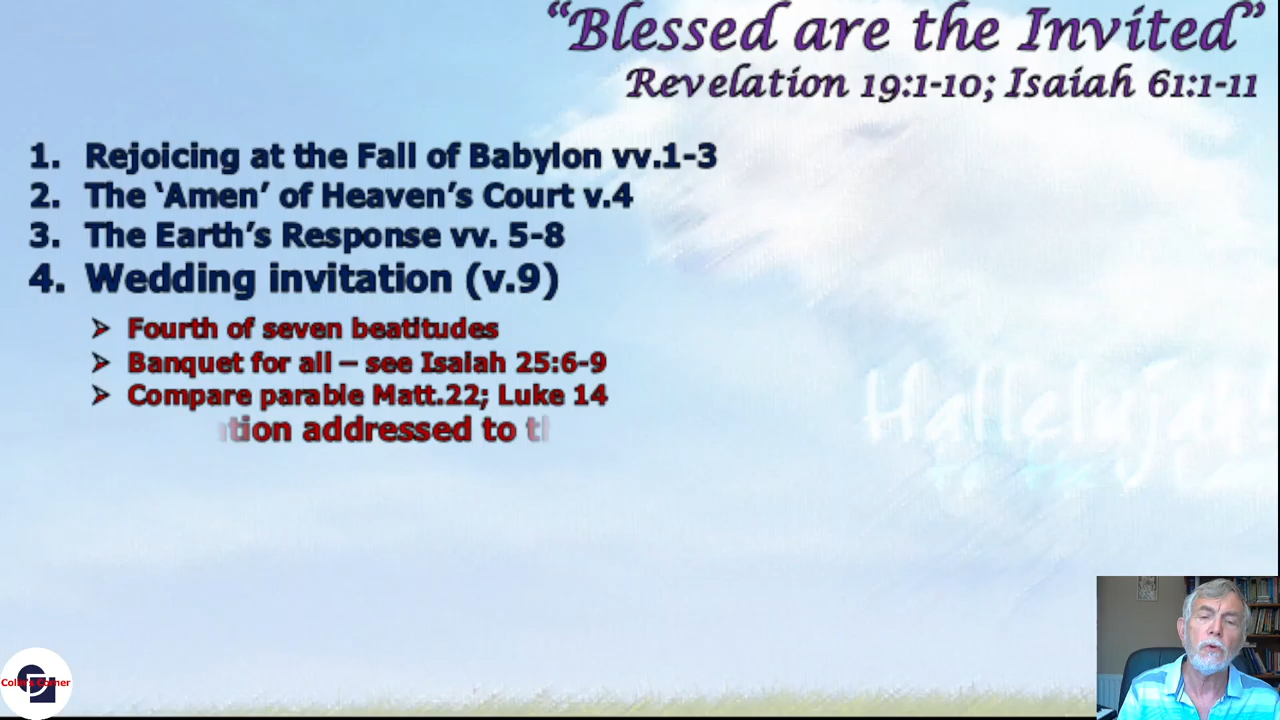 “Blessed are the Invited”
Revelation 19:1-10; Isaiah 61:1-11
1. Rejoicing at the Fall of Babylon vv.1-3
2. The ‘Amen’ of Heaven’s Court v.4
3. The Earth’s Response vv. 5-8
4. Wedding invitation (v.9)
➢ Fourth of seven beatitudes
➢ Banquet for all – see Isaiah 25:6-9
➢ Compare parable Matt.22; Luke 14
addressed to
Corner